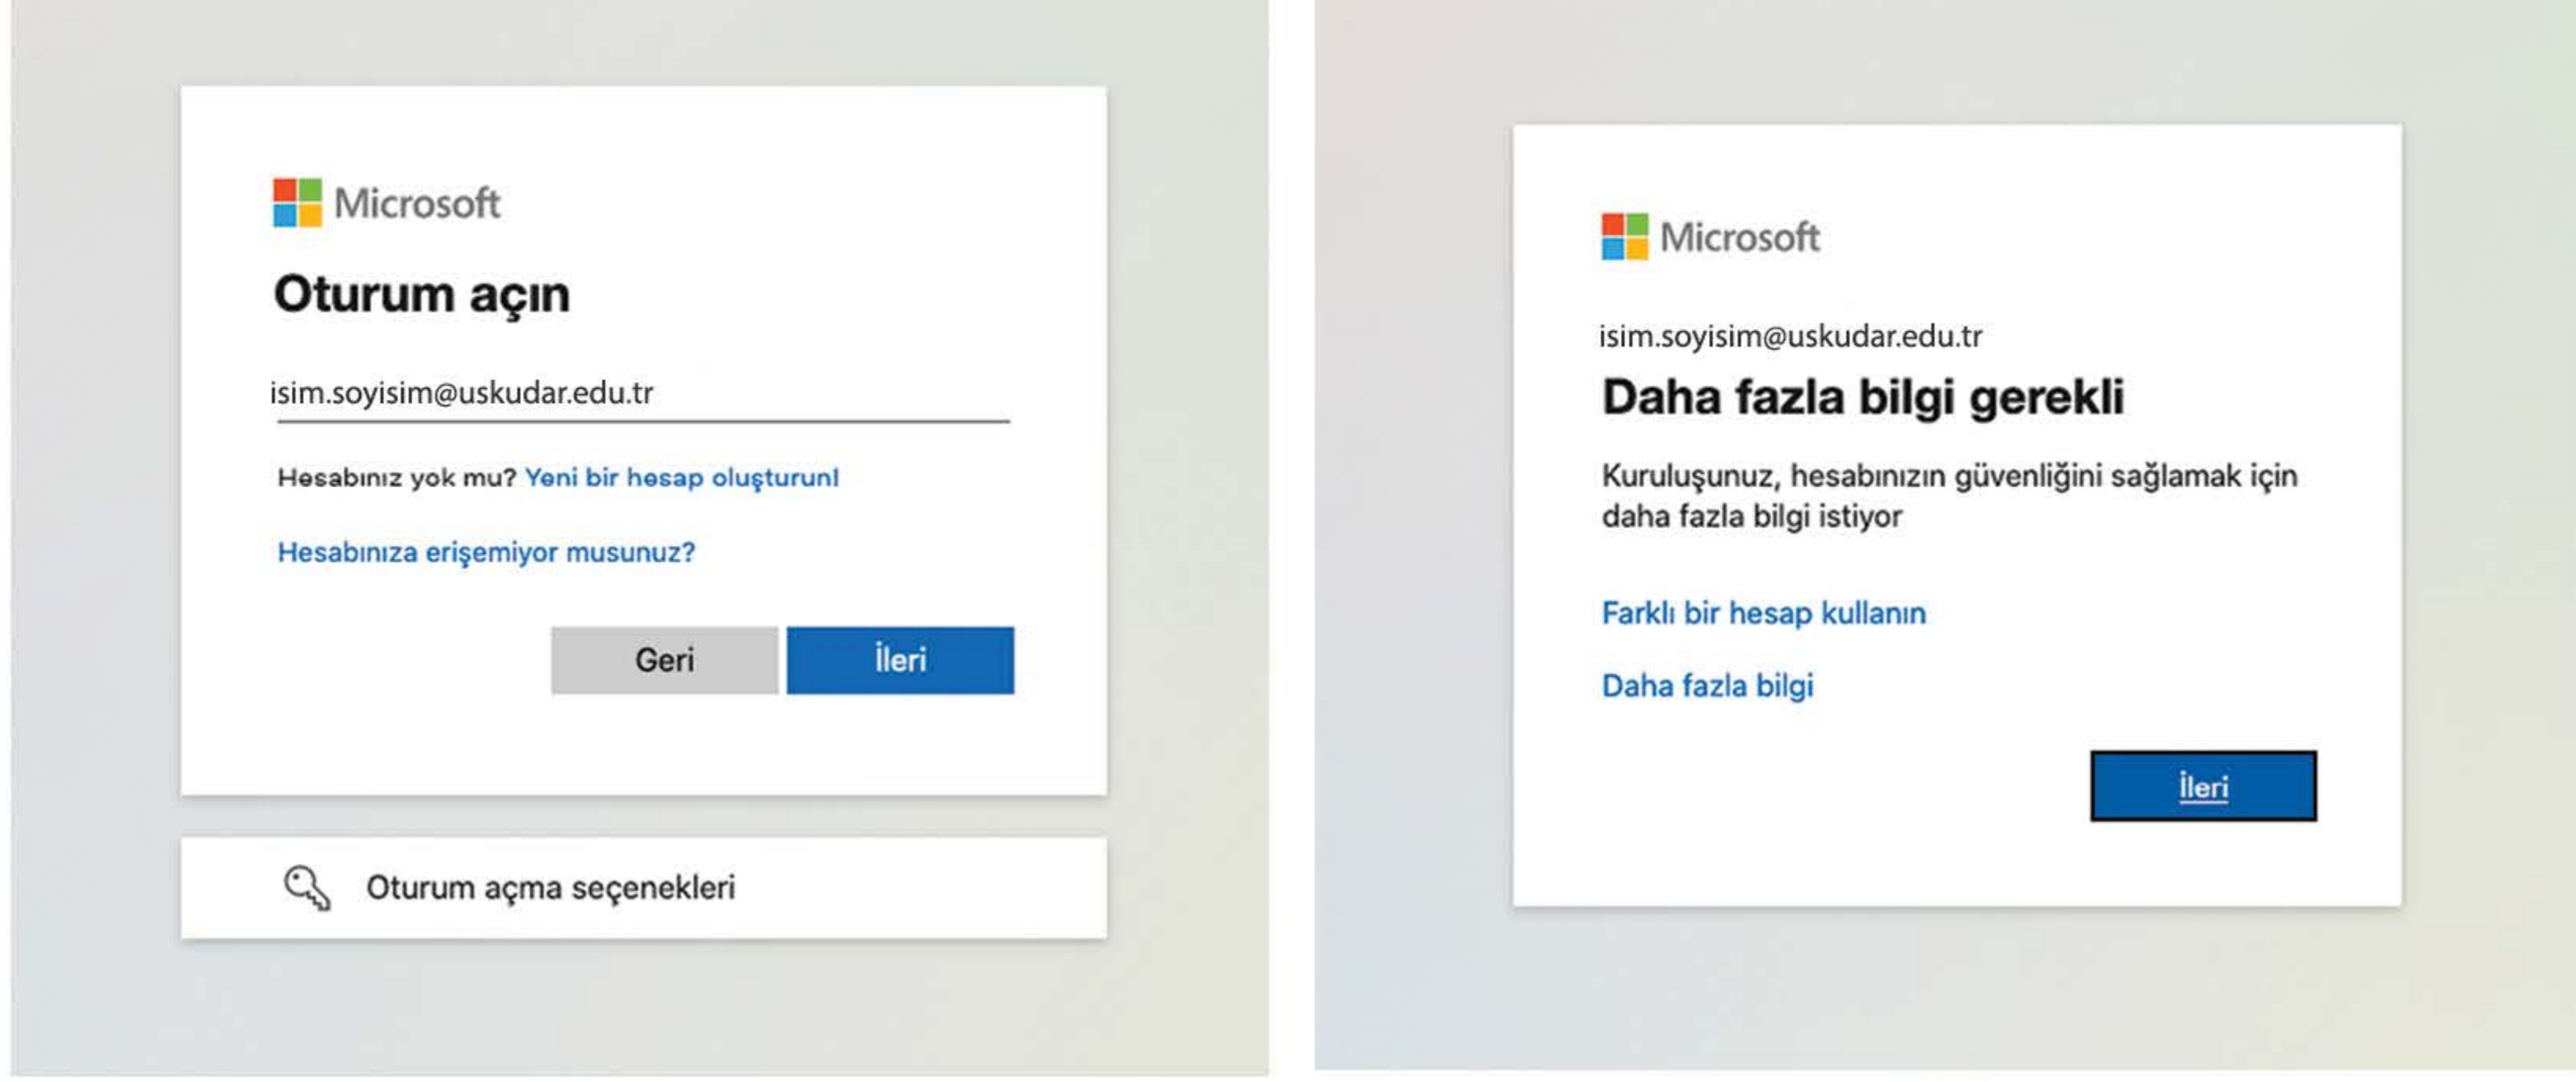 Microsoft
Oturum açın
isim.soyisim@uskudar.edu.tr
Hesabınız yok mu? Yeni bir hesap oluşturun!
Hesabınıza erişemiyor musunuz?
Geri
İleri
Oturum açma seçenekleri
Microsoft
isim.soyisim@uskudar.edu.tr
Daha fazla bilgi gerekli
Kuruluşunuz, hesabınızın güvenliğini sağlamak için
daha fazla bilgi istiyor
Farklı bir hesap kullanın
Daha fazla bilgi
İleri